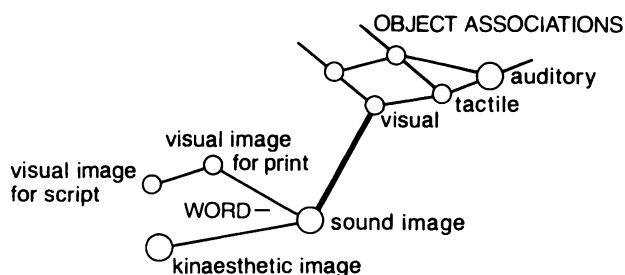 OBJECT ASSOCIATIONS
auditory
tactile
visual
visual image
for print
visual image
for script
WORD–
sound image
kinaesthetic image